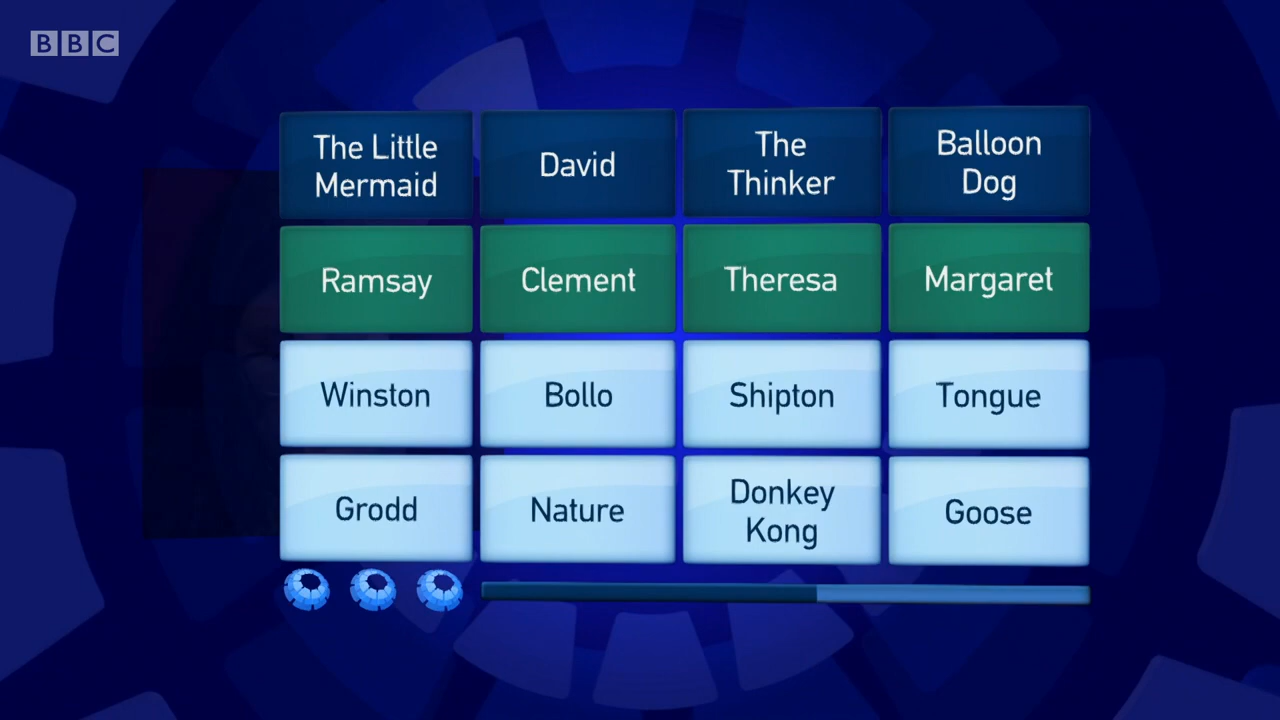 BBC
The Little
Mermaid
David
The
Thinker
Balloon
Dog
Ramsay
Clement
Theresa
Margaret
Winston
Bollo
Shipton
Tongue
Grodd
Nature
Donkey
Kong
Goose